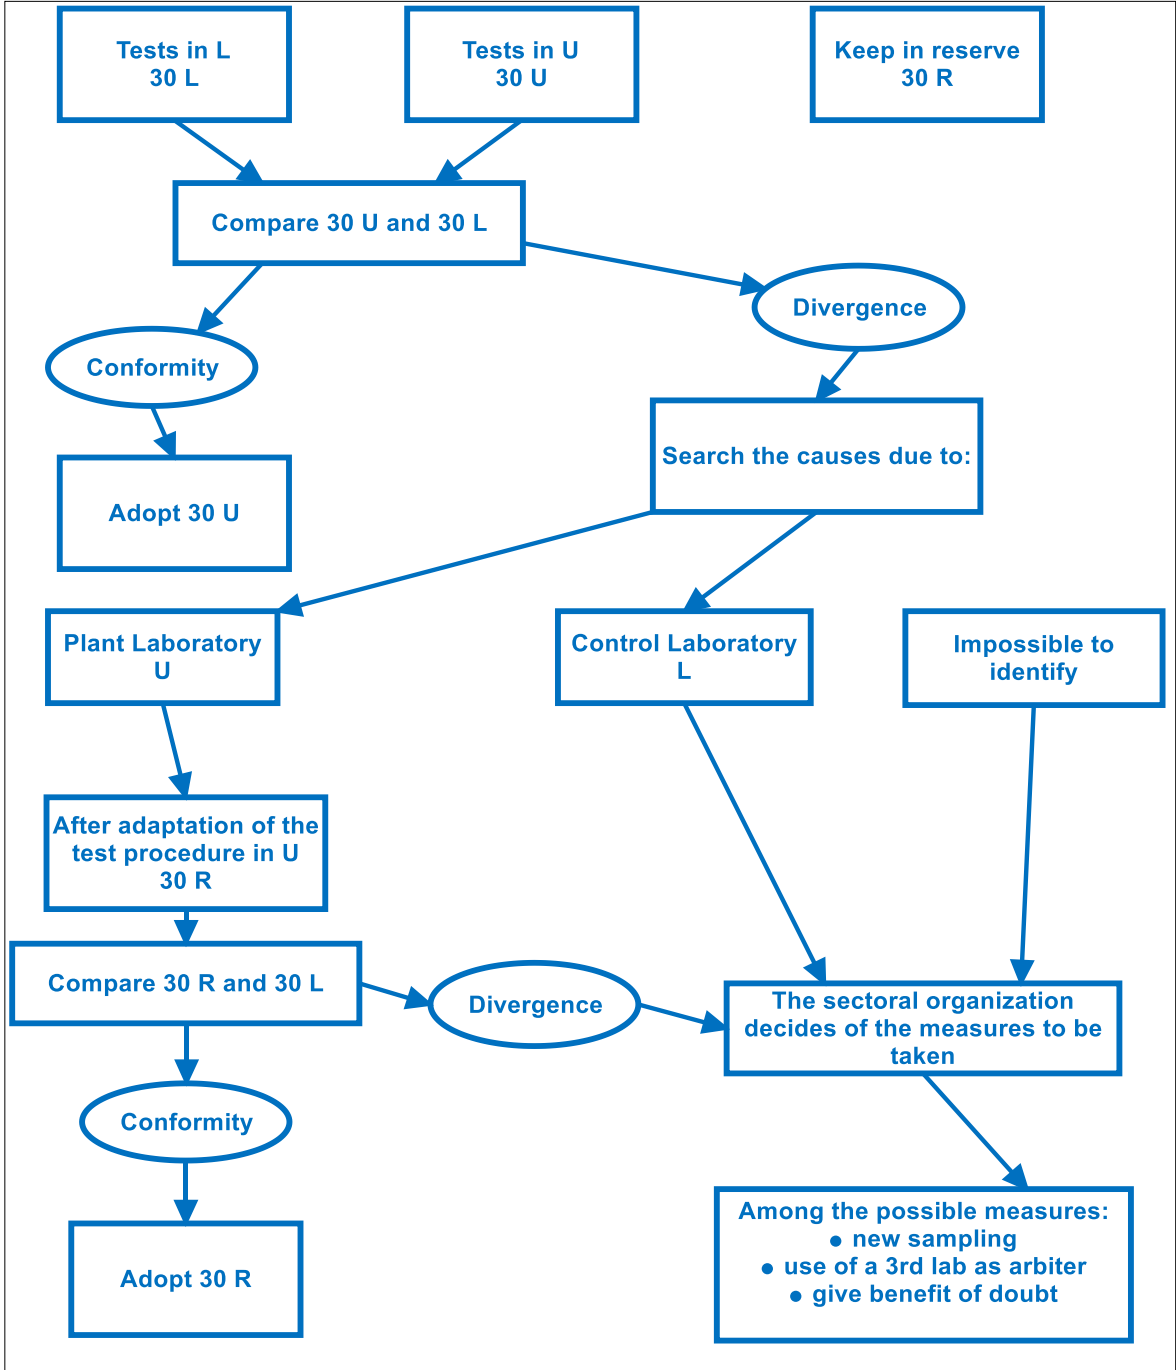 Tests in L
30 L
Tests in U
30 U
Keep in reserve
30 R
Compare 30 U and 30 L
Divergence
Conformity
Search the causes due to:
Adopt 30 U
Plant Laboratory
U
Control Laboratory
L
Impossible to
identify
After adaptation of the
test procedure in U
30 R
Compare 30 R and 30 L
Divergence
The sectoral organization
decides of the measures to be
taken
Conformity
Among the possible measures:
● new sampling
● use of a 3rd lab as arbiter
● give benefit of doubt
Adopt 30 R